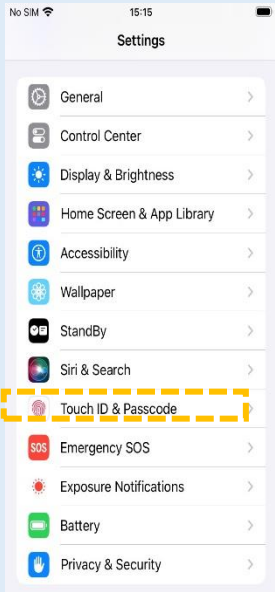 No SIM 15:15
Settings
General
Control Center
Display & Brightness
Home Screen & App Library
Accessibility
Wallpaper
StandBy
Siri & Search
Touch ID & Passcode
SOS Emergency SOS
Exposure Notifications
Battery
Privacy & Security